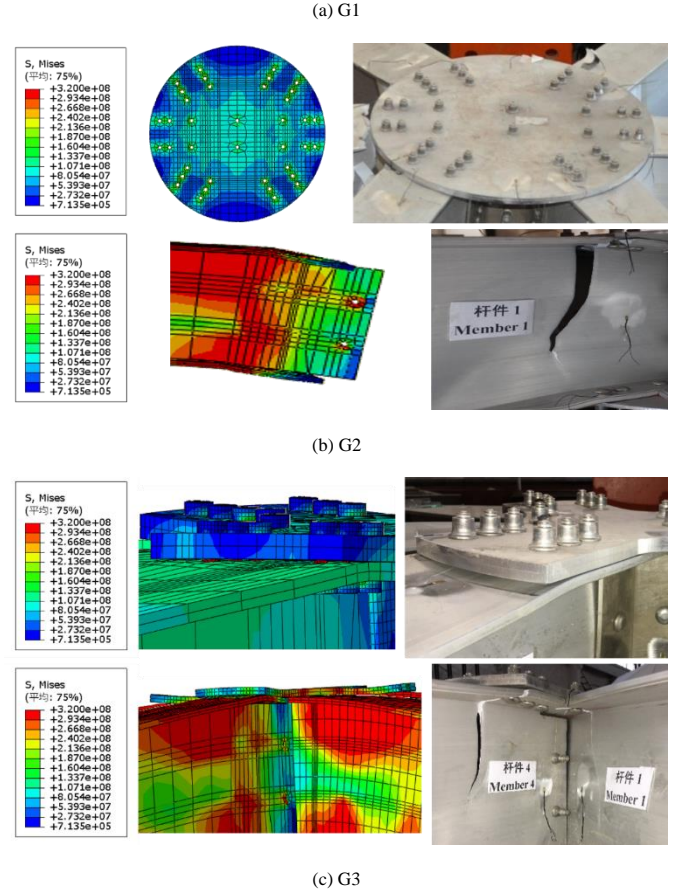 (a) G1
S, Mises
(平均: 75%)
+3.200e+08
+2.934e+08
+2.668e+08
+2.402e+08
+2.136e+08
+1.870e+08
+1.604e+08
+1.337e+08
+1.071e+08
+8.054e+07
+5.393e+07
+2.732e+07
+7.135e+05
S, Mises
(平均: 75%)
+3.200e+08
+2.934e+08
+2.668e+08
+2.402e+08
+2.136e+08
+1.870e+08
+1.604e+08
+1.337e+08
+1.071e+08
+8.054e+07
+5.393e+07
+2.732e+07
+7.135e+05
杆件 1
Member 1
(b) G2
S, Mises
(平均: 75%)
+3.200e+08
+2.934e+08
+2.668e+08
+2.402e+08
+2.136e+08
+1.870e+08
+1.604e+08
+1.337e+08
+1.071e+08
+8.054e+07
+5.393e+07
+2.732e+07
+7.135e+05
S, Mises
(平均: 75%)
+3.200e+08
+2.934e+08
+2.668e+08
+2.402e+08
+2.136e+08
+1.870e+08
+1.604e+08
+1.337e+08
+1.071e+08
+8.054e+07
+5.393e+07
+2.732e+07
+7.135e+05
杆件 4
Member 4
杆件 1
Member 1
(c) G3